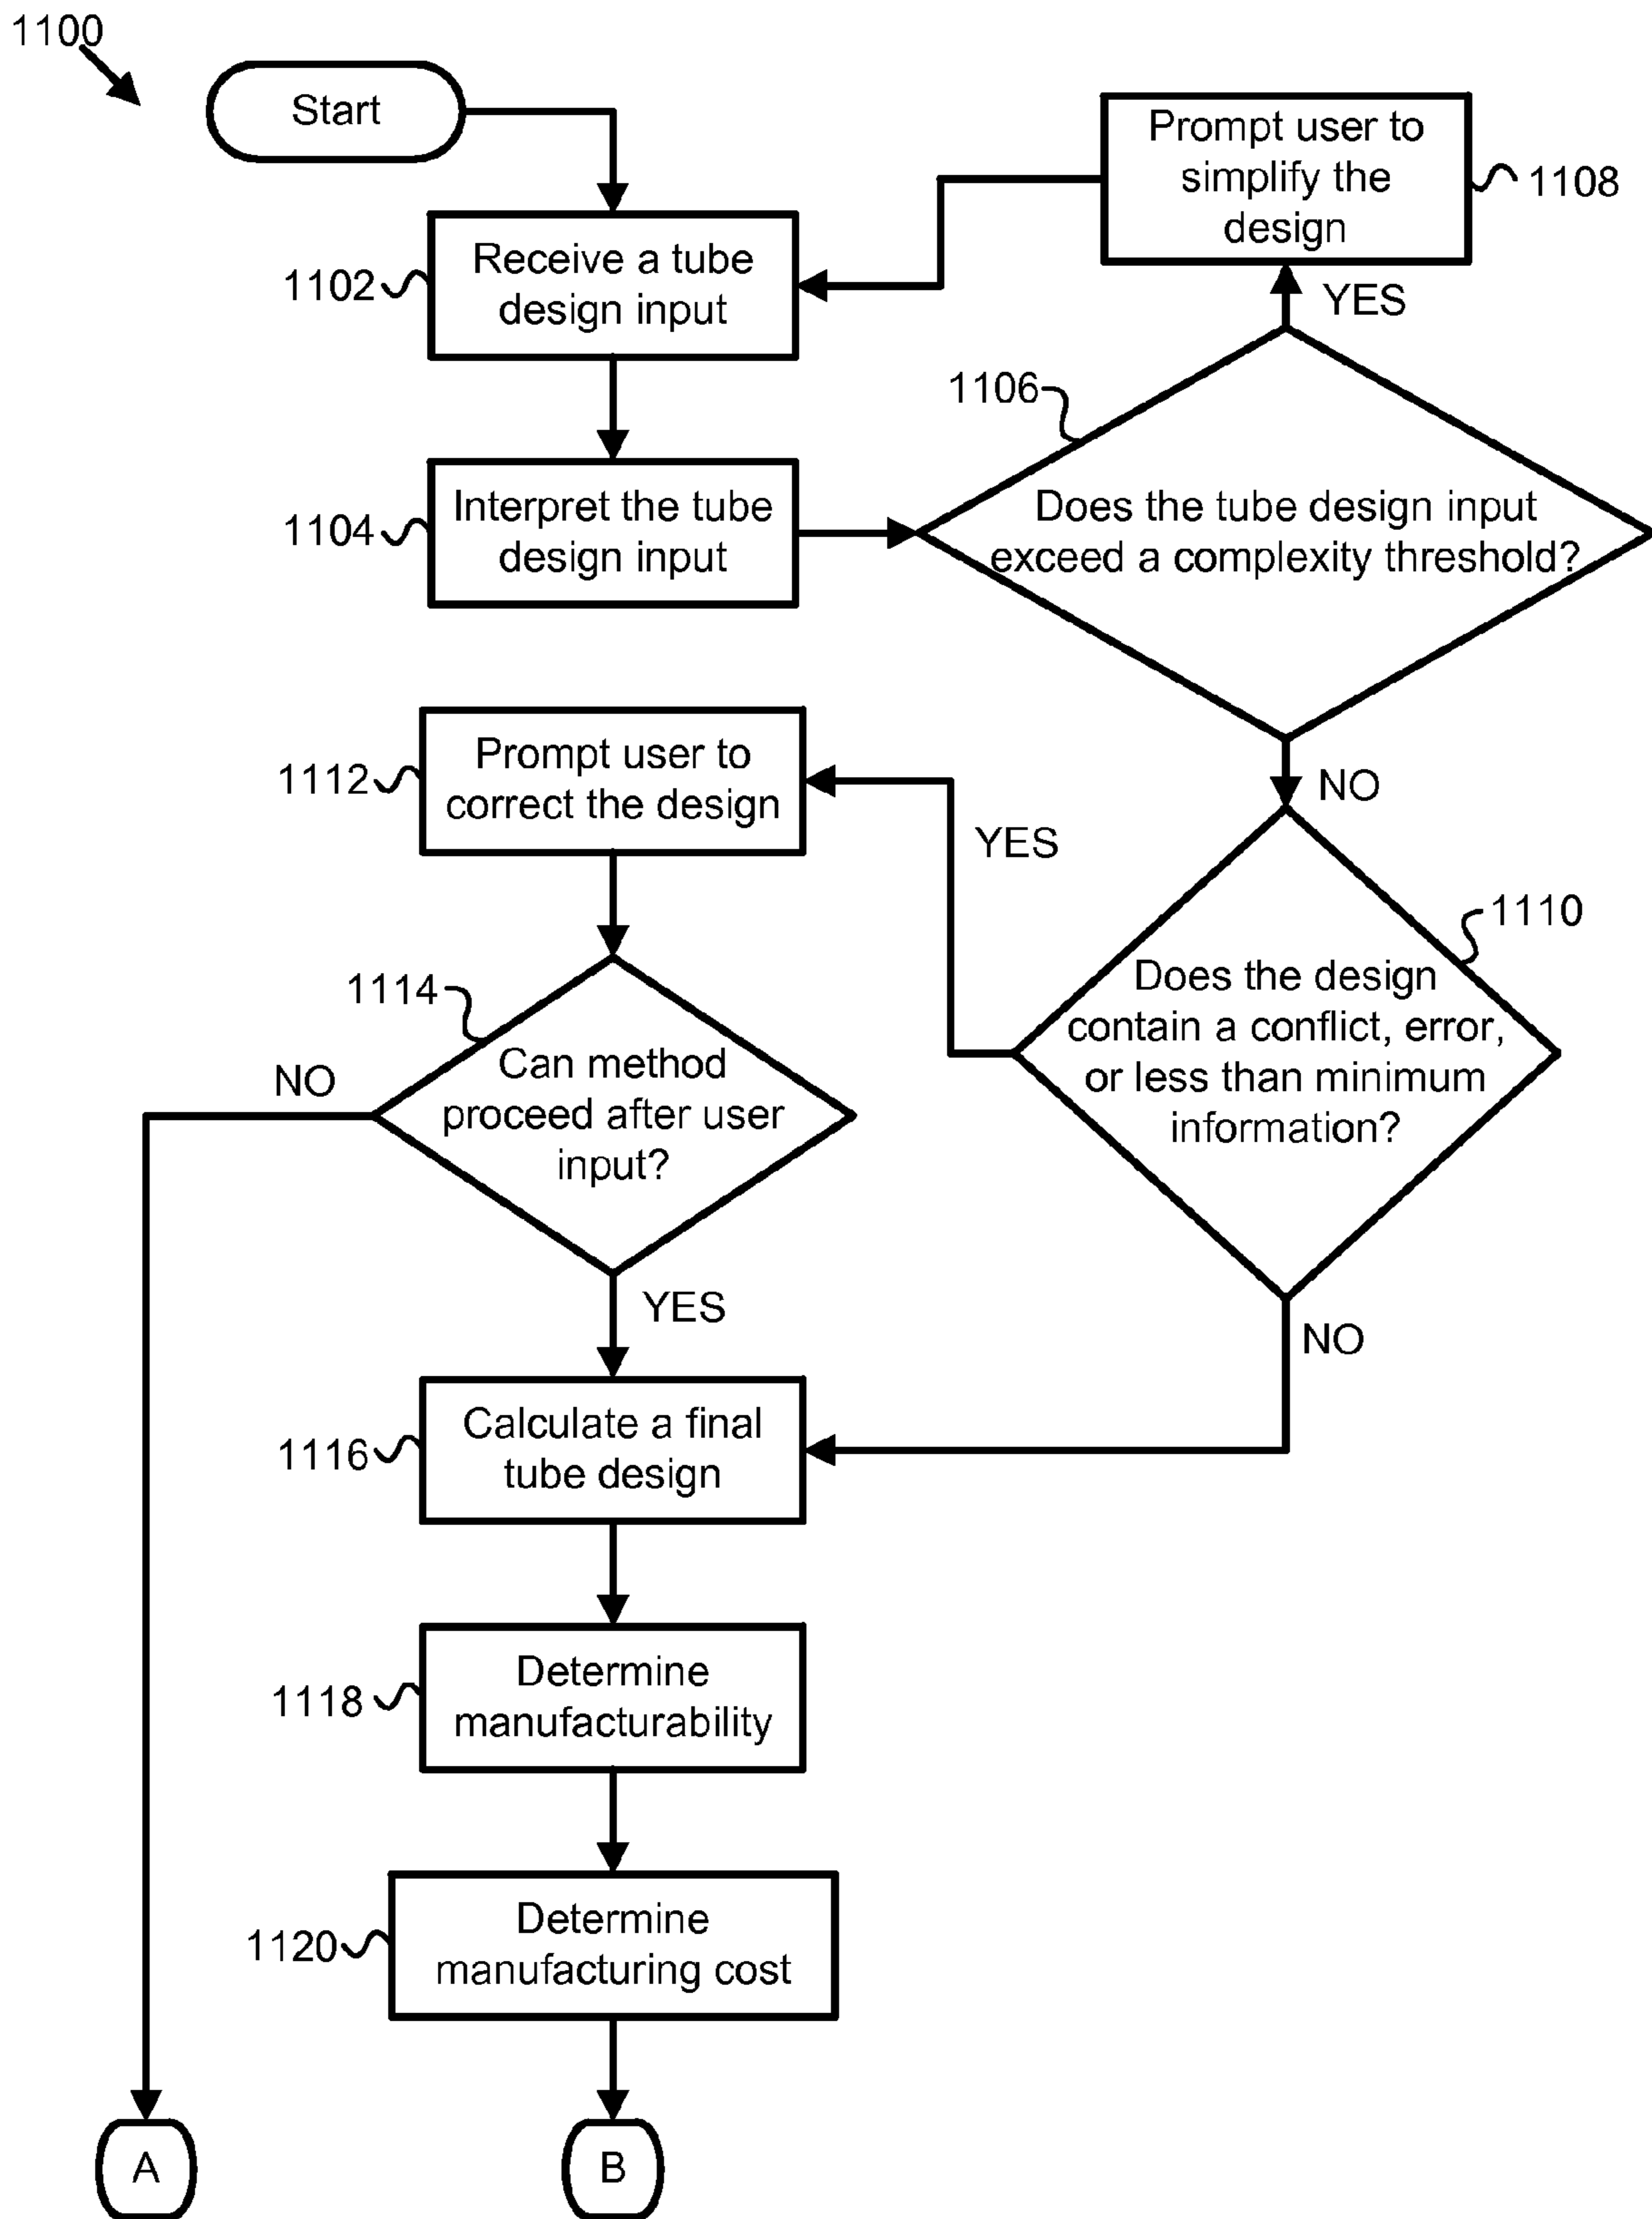 1100
Start
Prompt user to
simplify the
design
1108
Receive a tube
design input
1102
YES
1106
Interpret the tube
design input
1104
Does the tube design input
exceed a complexity threshold?
Prompt user to
correct the design
1112
NO
YES
1110
Does the design
contain a conflict, error,
or less than minimum
information?
1114
Can method
proceed after user
input?
NO
YES
NO
Calculate a final
tube design
1116
Determine
manufacturability
1118
Determine
manufacturing cost
1120
A
B